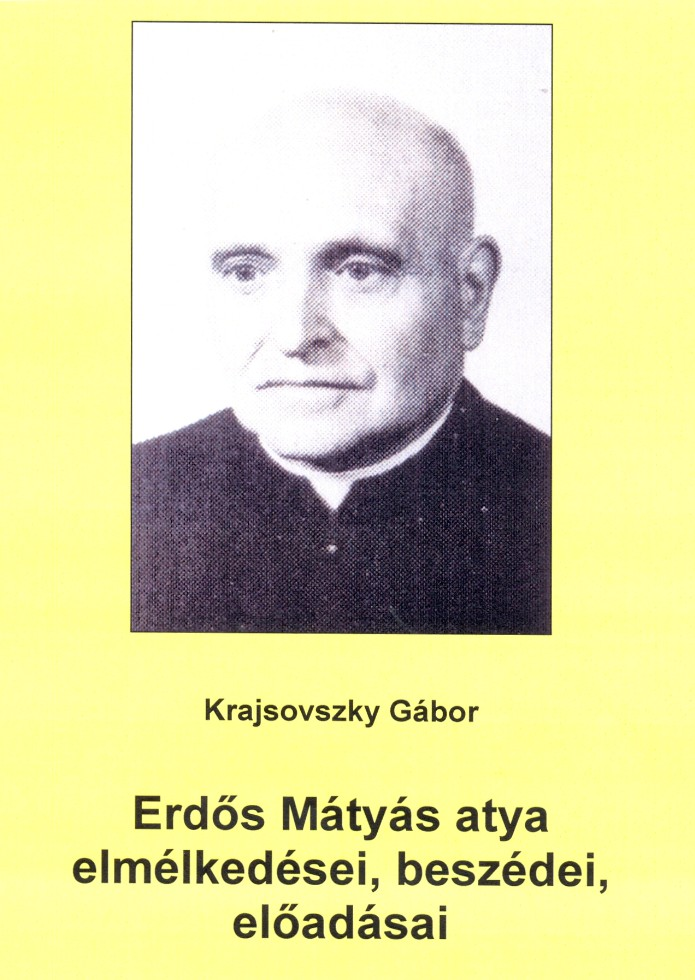 Krajsovszky Gábor
Erdős Mátyás atya
elmélkedései, beszédei,
előadásai